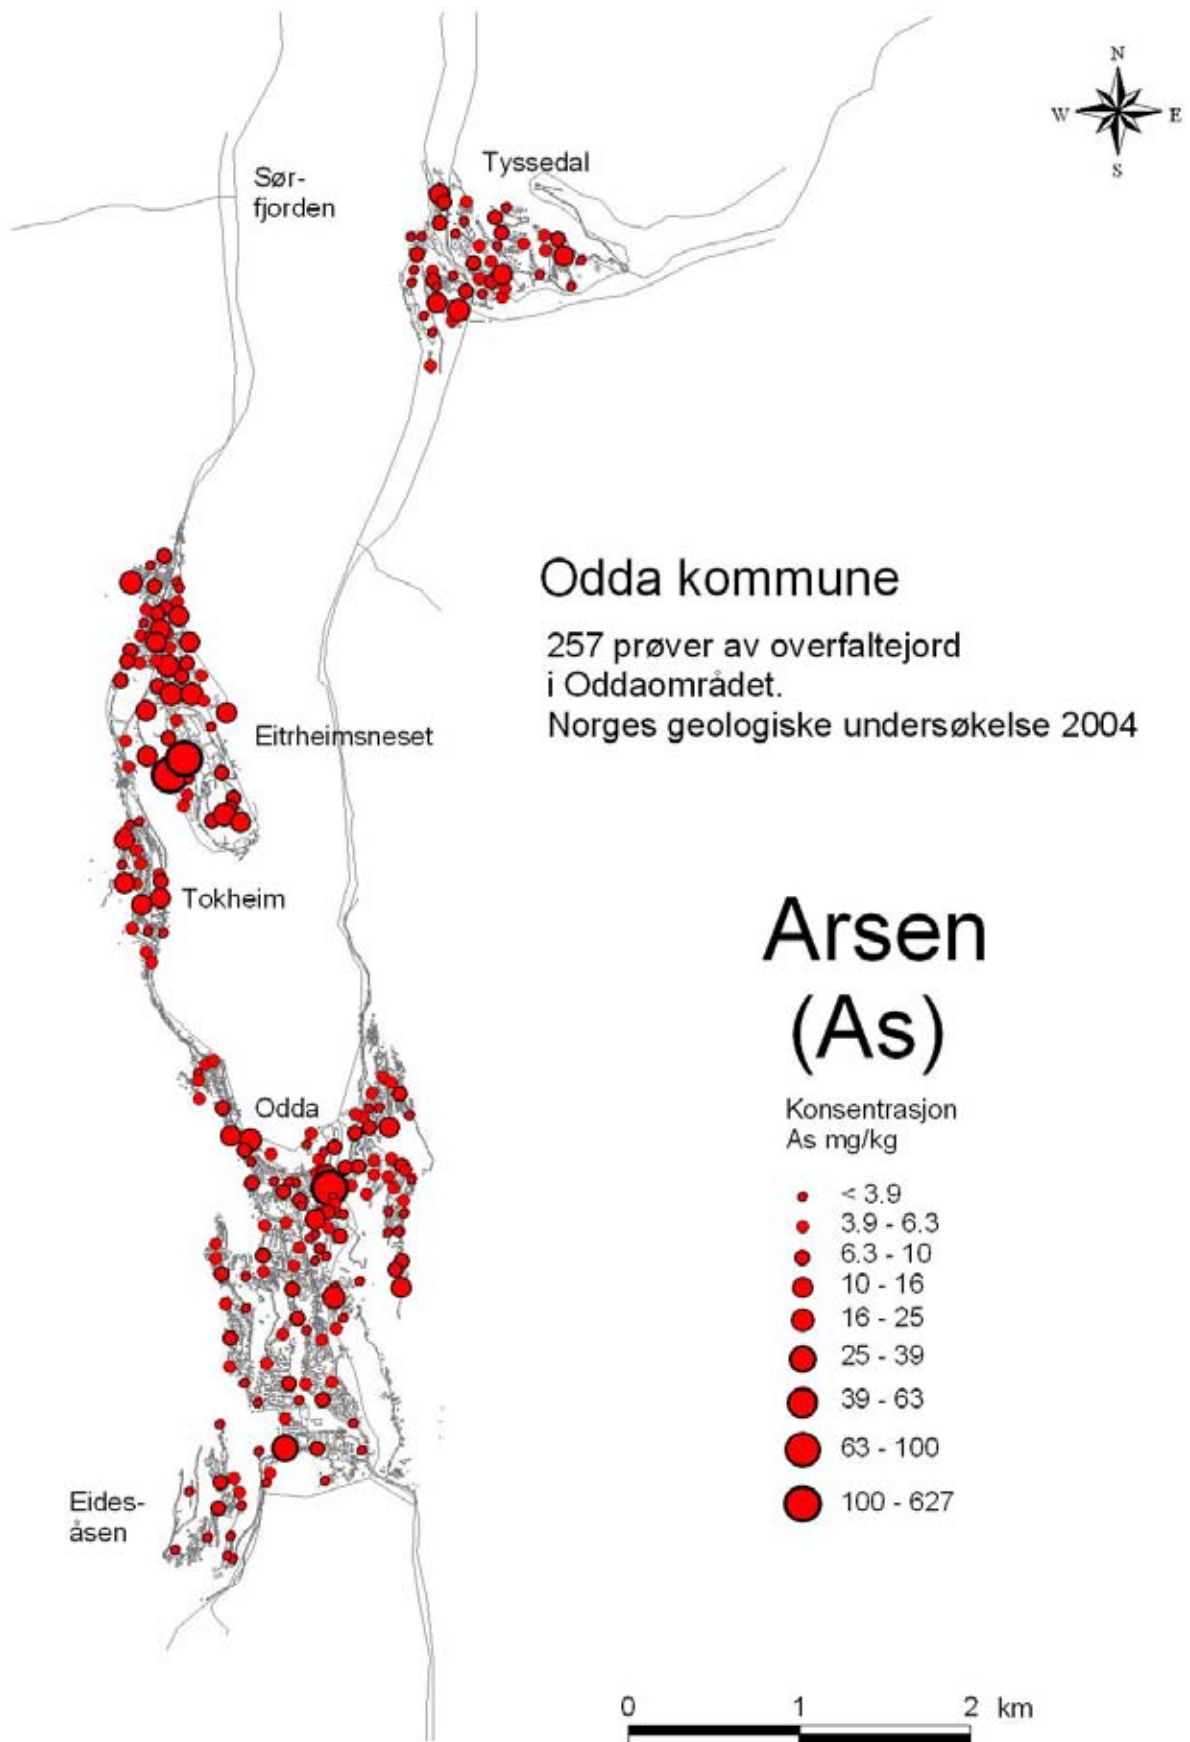 N
W E
S
Tyssedal
Sør-
fjorden
Odda kommune
257 prøver av overfaltejord
i Oddaområdet.
Norges geologiske undersøkelse 2004
Eitrheimsneset
Tokheim
Arsen
(As)
Odda
Konsentrasjon
As mg/kg
< 3.9
3.9 - 6.3
6.3 - 10
10 - 16
16 - 25
25 - 39
39 - 63
63 - 100
100 - 627
Eides-
åsen
0 1 2 km